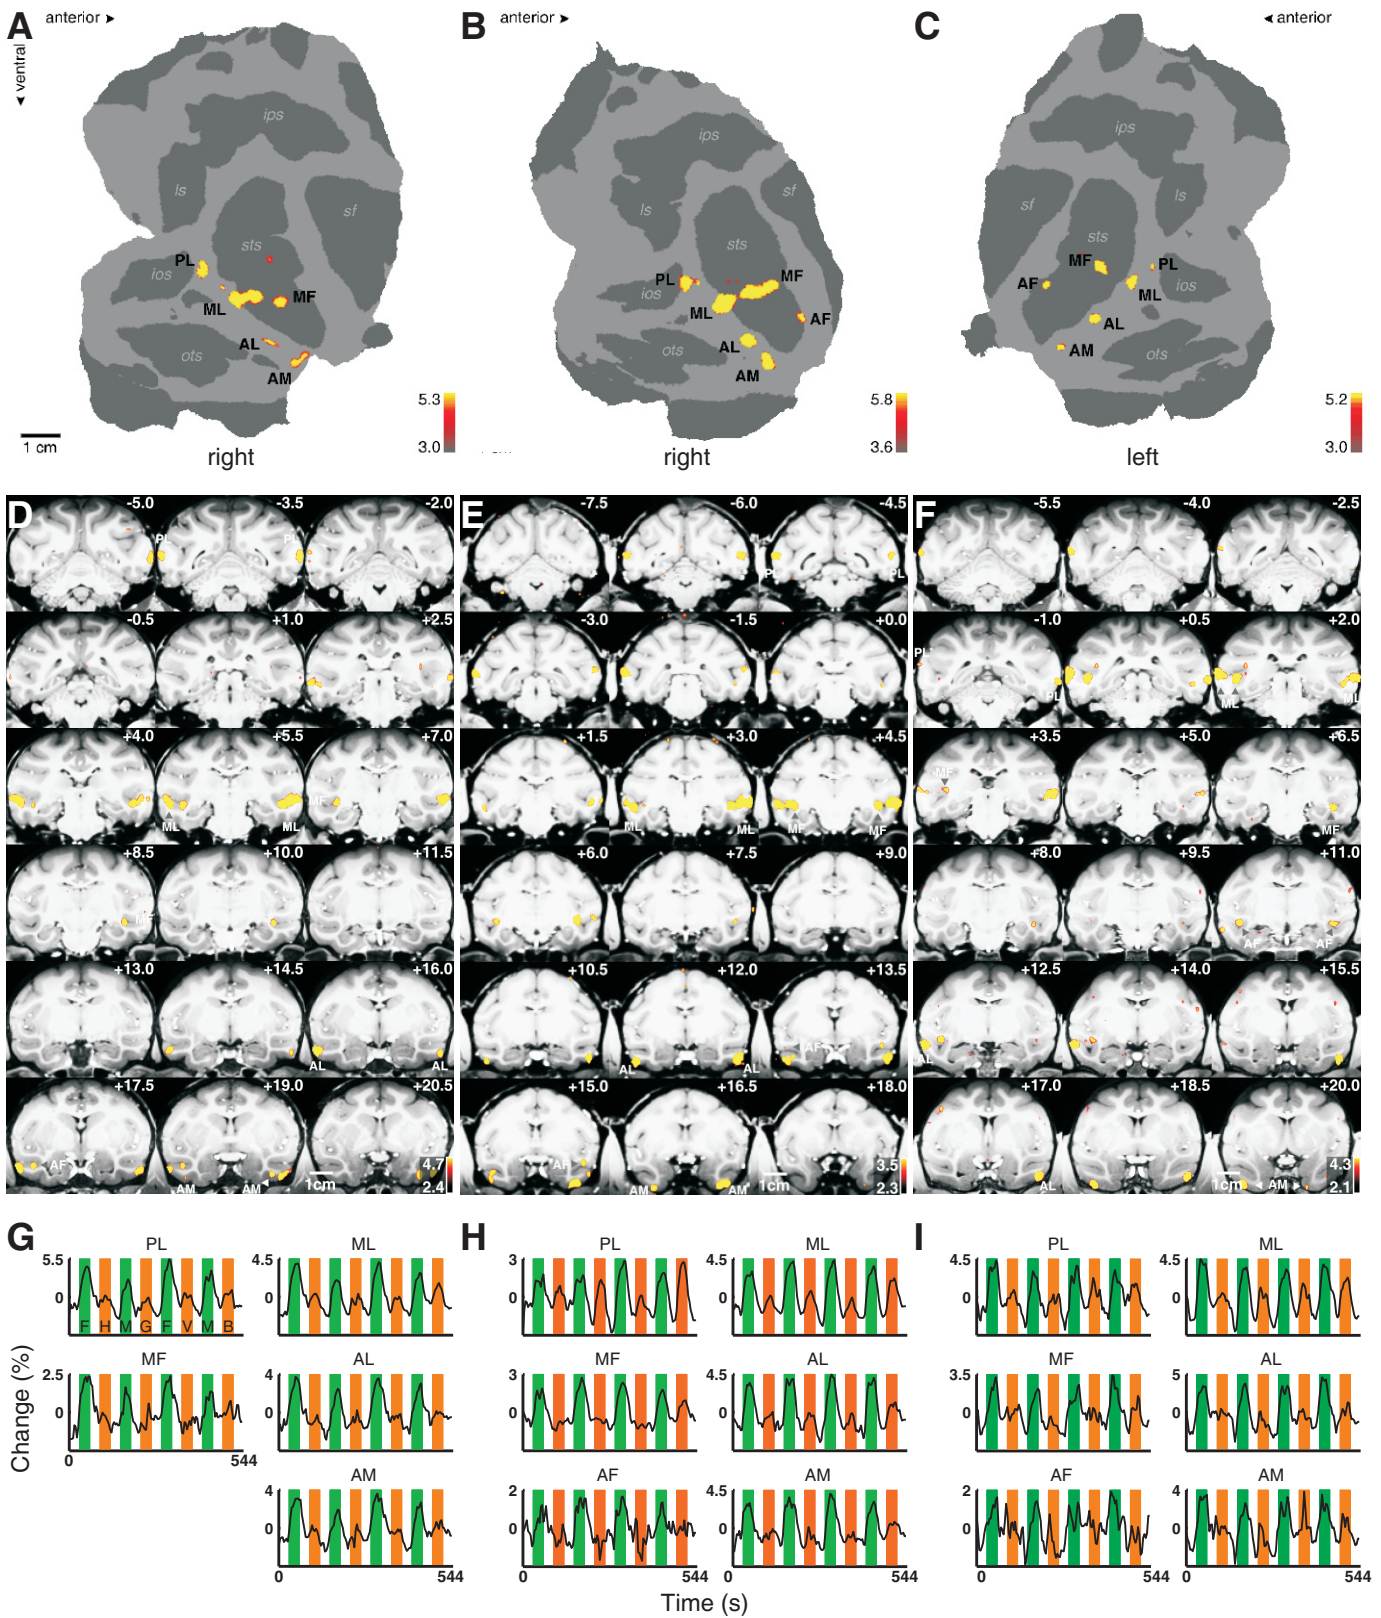 A anterior ► B anterior ► C ◄ anterior
◄ ventral
ips ips ips
ls sf ls sf sf ls
sts sts sts
PL ios MF ML
AL ots AM
PL ios MF ML AF
AL ots AM
MF PL AF ML ios
AL AM ots
5.3 5.8 5.2
3.0 3.6 3.0
1 cm
right right left
D -5.0 -3.5 -2.0 E -7.5 -6.0 -4.5 F -5.5 -4.0 -2.5
PL PL PL PL
-0.5 +1.0 +2.5 -3.0 -1.5 +0.0 -1.0 +0.5 +2.0
PL PL ML ML
+4.0 +5.5 +7.0 +1.5 +3.0 +4.5 +3.5 +5.0 +6.5
ML ML MF ML ML MF MF MF MF
+8.5 +10.0 +11.5 +6.0 +7.5 +9.0 +8.0 +9.5 +11.0
MF AF AF
+13.0 +14.5 +16.0 +10.5 +12.0 +13.5 +12.5 +14.0 +15.5
AL AL AL AL AF AL
+17.5 +19.0 +20.5 +15.0 +16.5 +18.0 +17.0 +18.5 +20.0
AF AM AM 1cm 4.7 2.4
AF AM AM 1cm 3.5 2.3
AL 1cm ◄ AM ► 4.3 2.1
G PL ML H PL ML I PL ML
5.5 4.5 3 4.5 4.5 4.5
0 0 0 0 0 0
F H M G F V M B
MF AL MF AL MF AL
2.5 4 3 4.5 3.5 5
0 0 0 0 0 0
0 544
AM AF AM AF AM
4 2 4.5 2 4
0 0 0 0 0
0 544 0 0 544 0 544 0 544
Change (%)
Time (s)